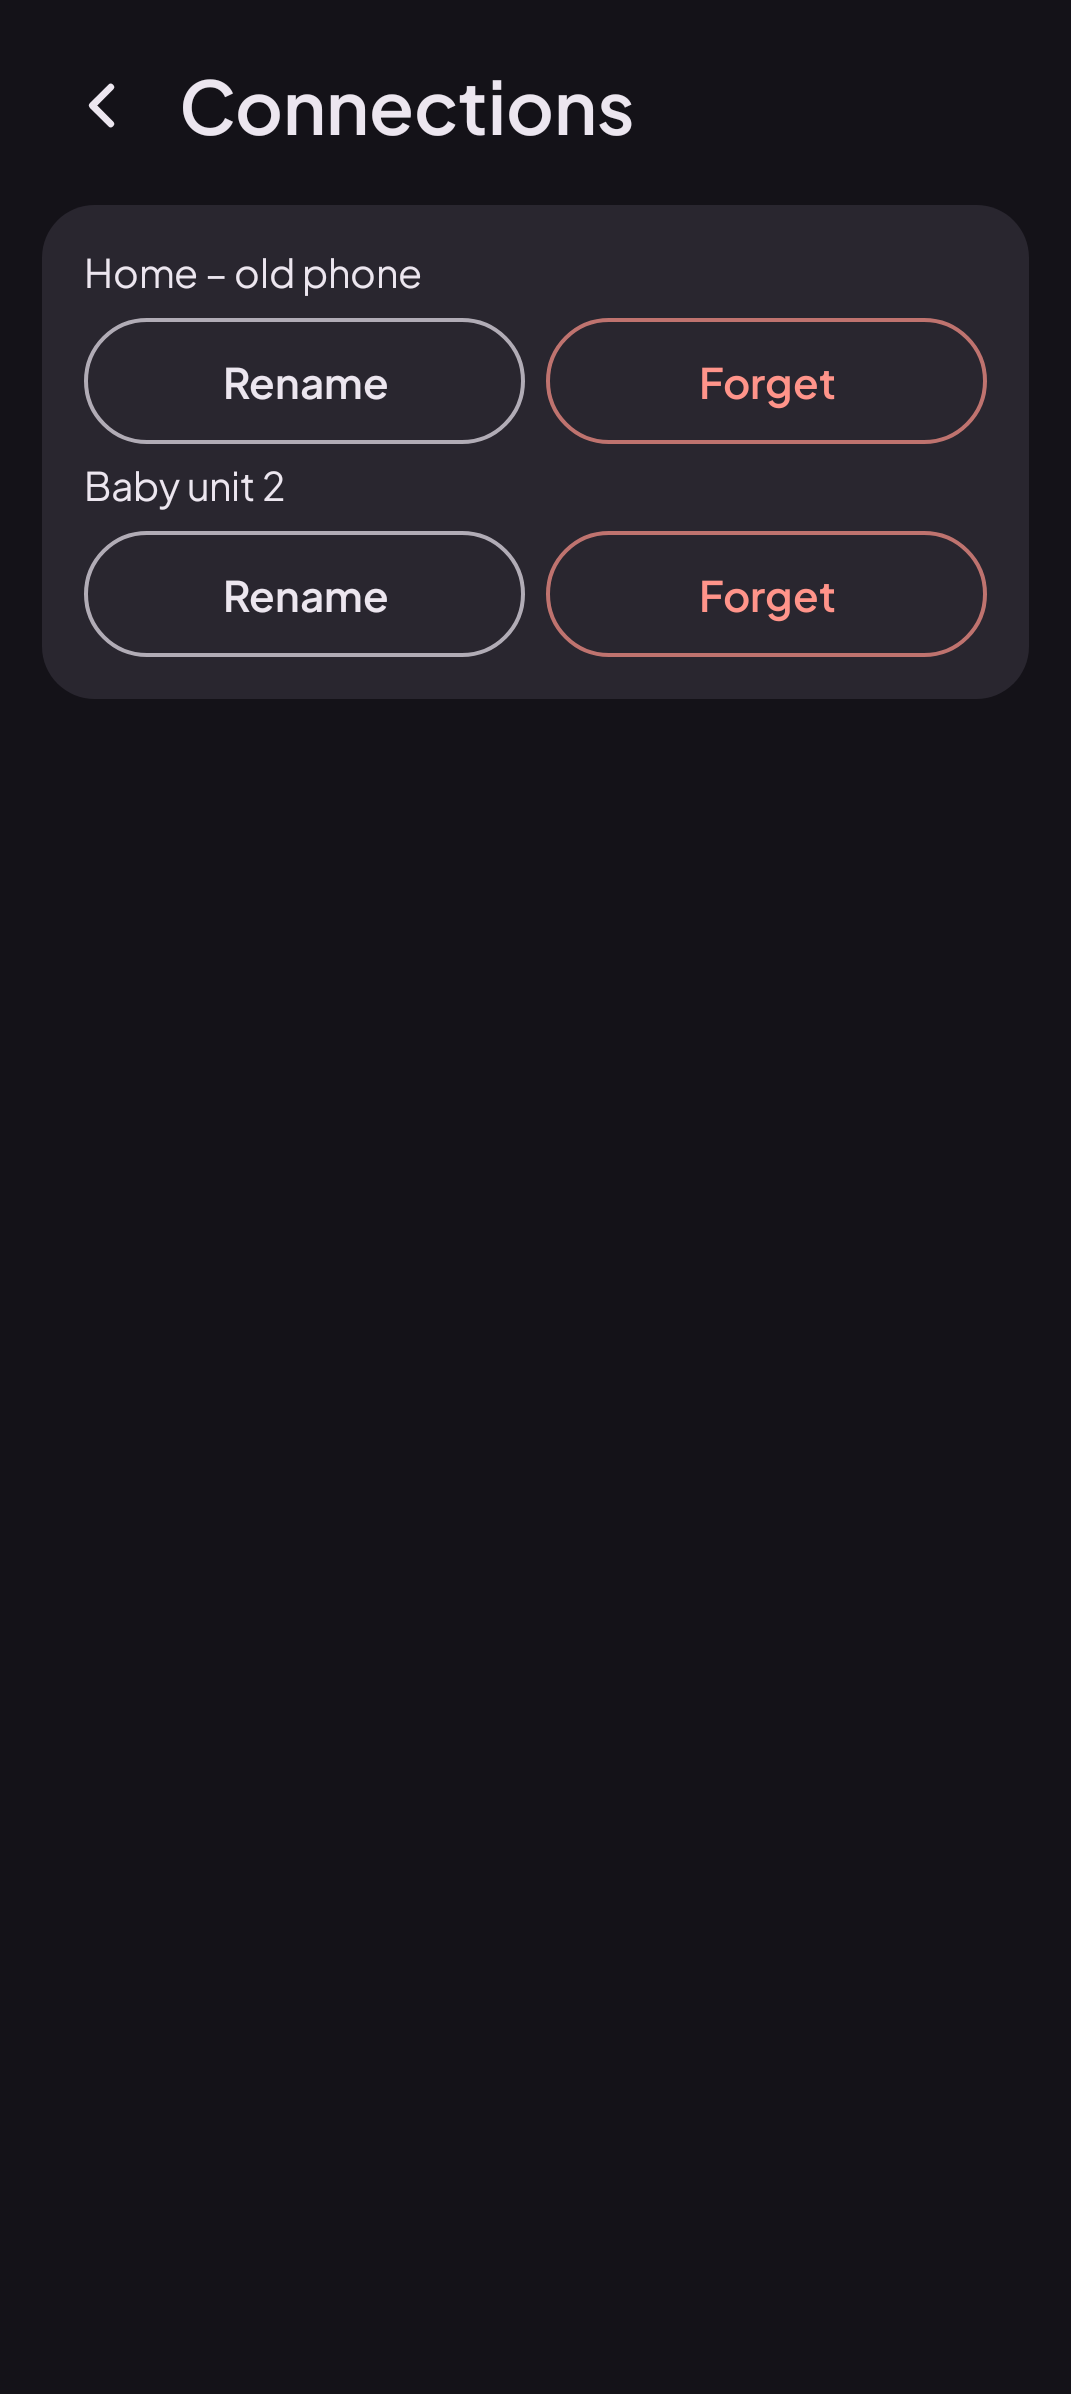 Connections
Home – old phone
Rename
Forget
Baby unit 2
Rename
Forget